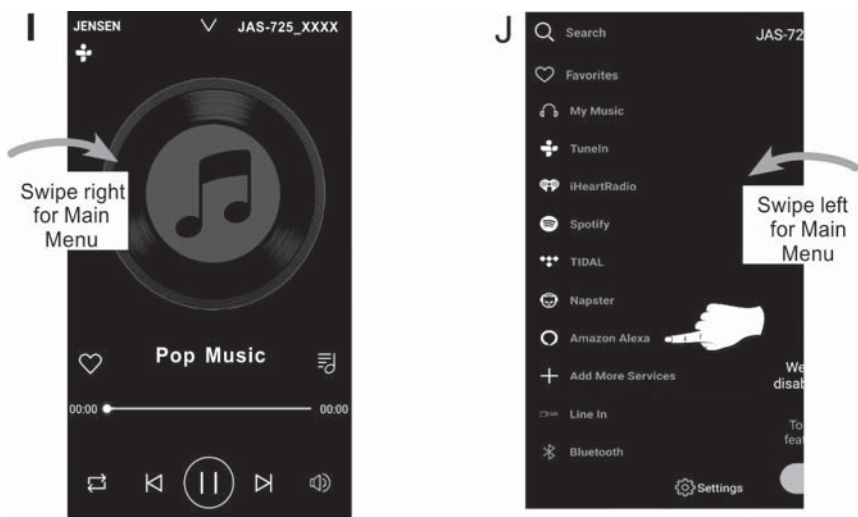 I
JENSEN
JAS-725_XXXX
Swipe right
for Main
Menu
Pop Music
00:00
00:00
J
Search
JAS-72
Favorites
My Music
TuneIn
iHeartRadio
Spotify
Swipe left
for Main
Menu
TIDAL
Napster
Amazon Alexa
We
Add More Services
disab
Line In
To
Bluetooth
feat
Settings